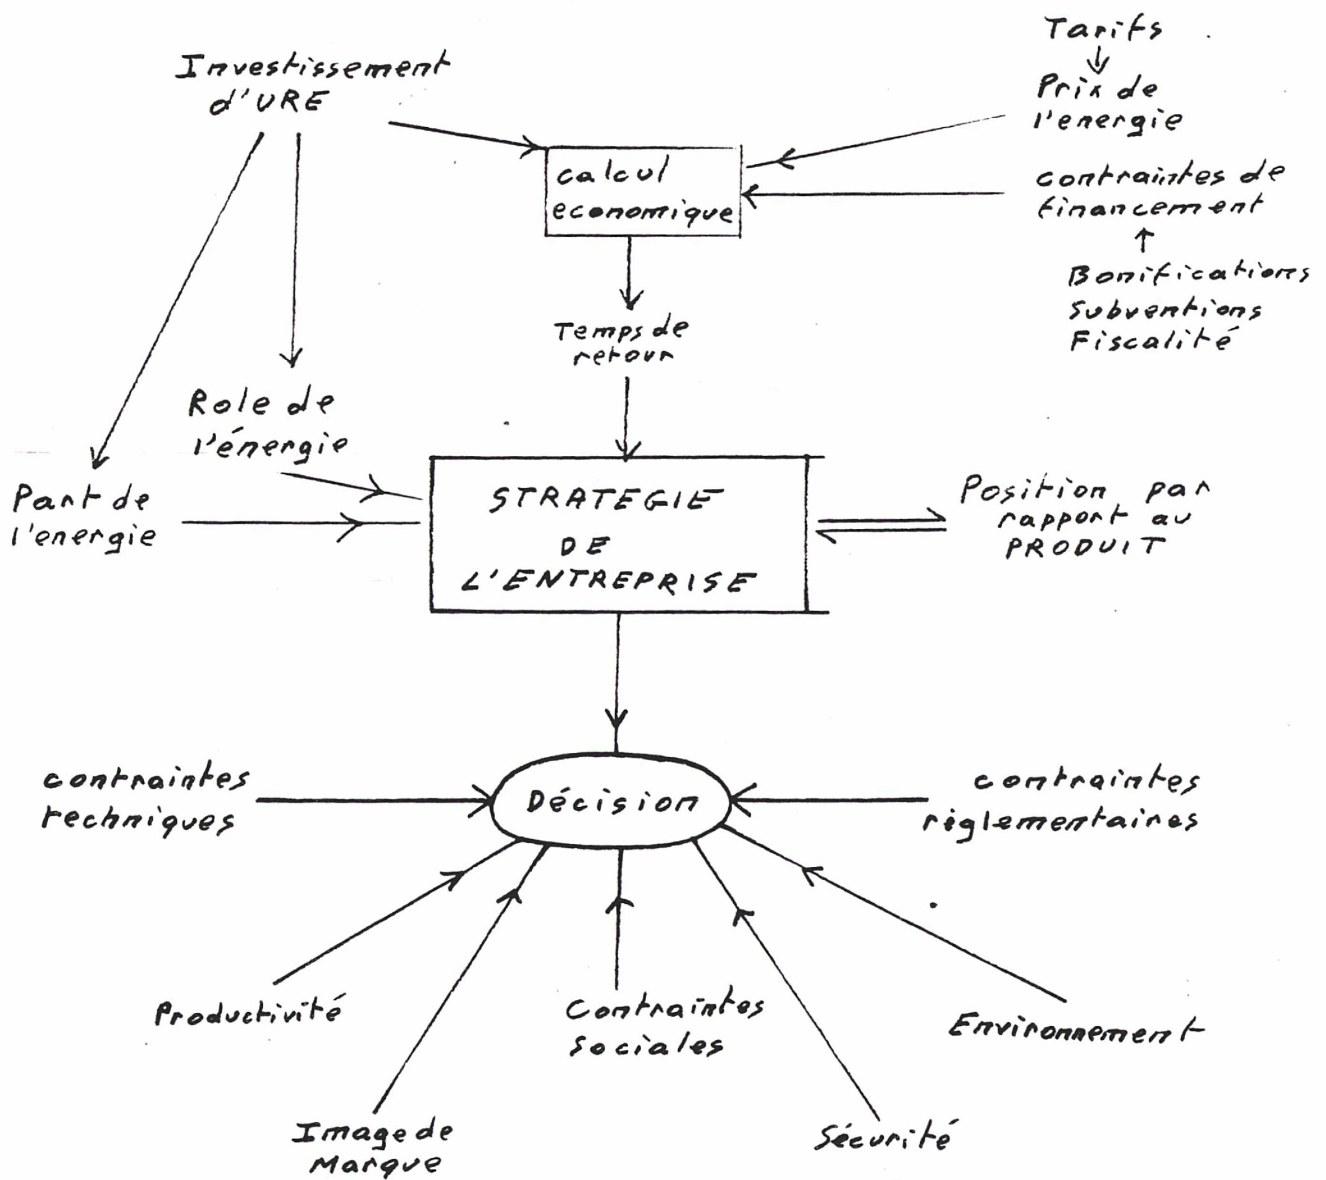 Investissement
d'URE
Tarifs
Prix de
l'energie
calcul
economique
contraintes de
financement
Bonifications
Subventions
Fiscalité
Temps de
retour
Role de
l'énergie
Part de
l'energie
STRATEGIE
DE
L'ENTREPRISE
Position par
rapport au
PRODUIT
contraintes
techniques
Décision
contraintes
règlementaires
Productivité
Contraintes
sociales
Environnement
Image de
Marque
Sécurité